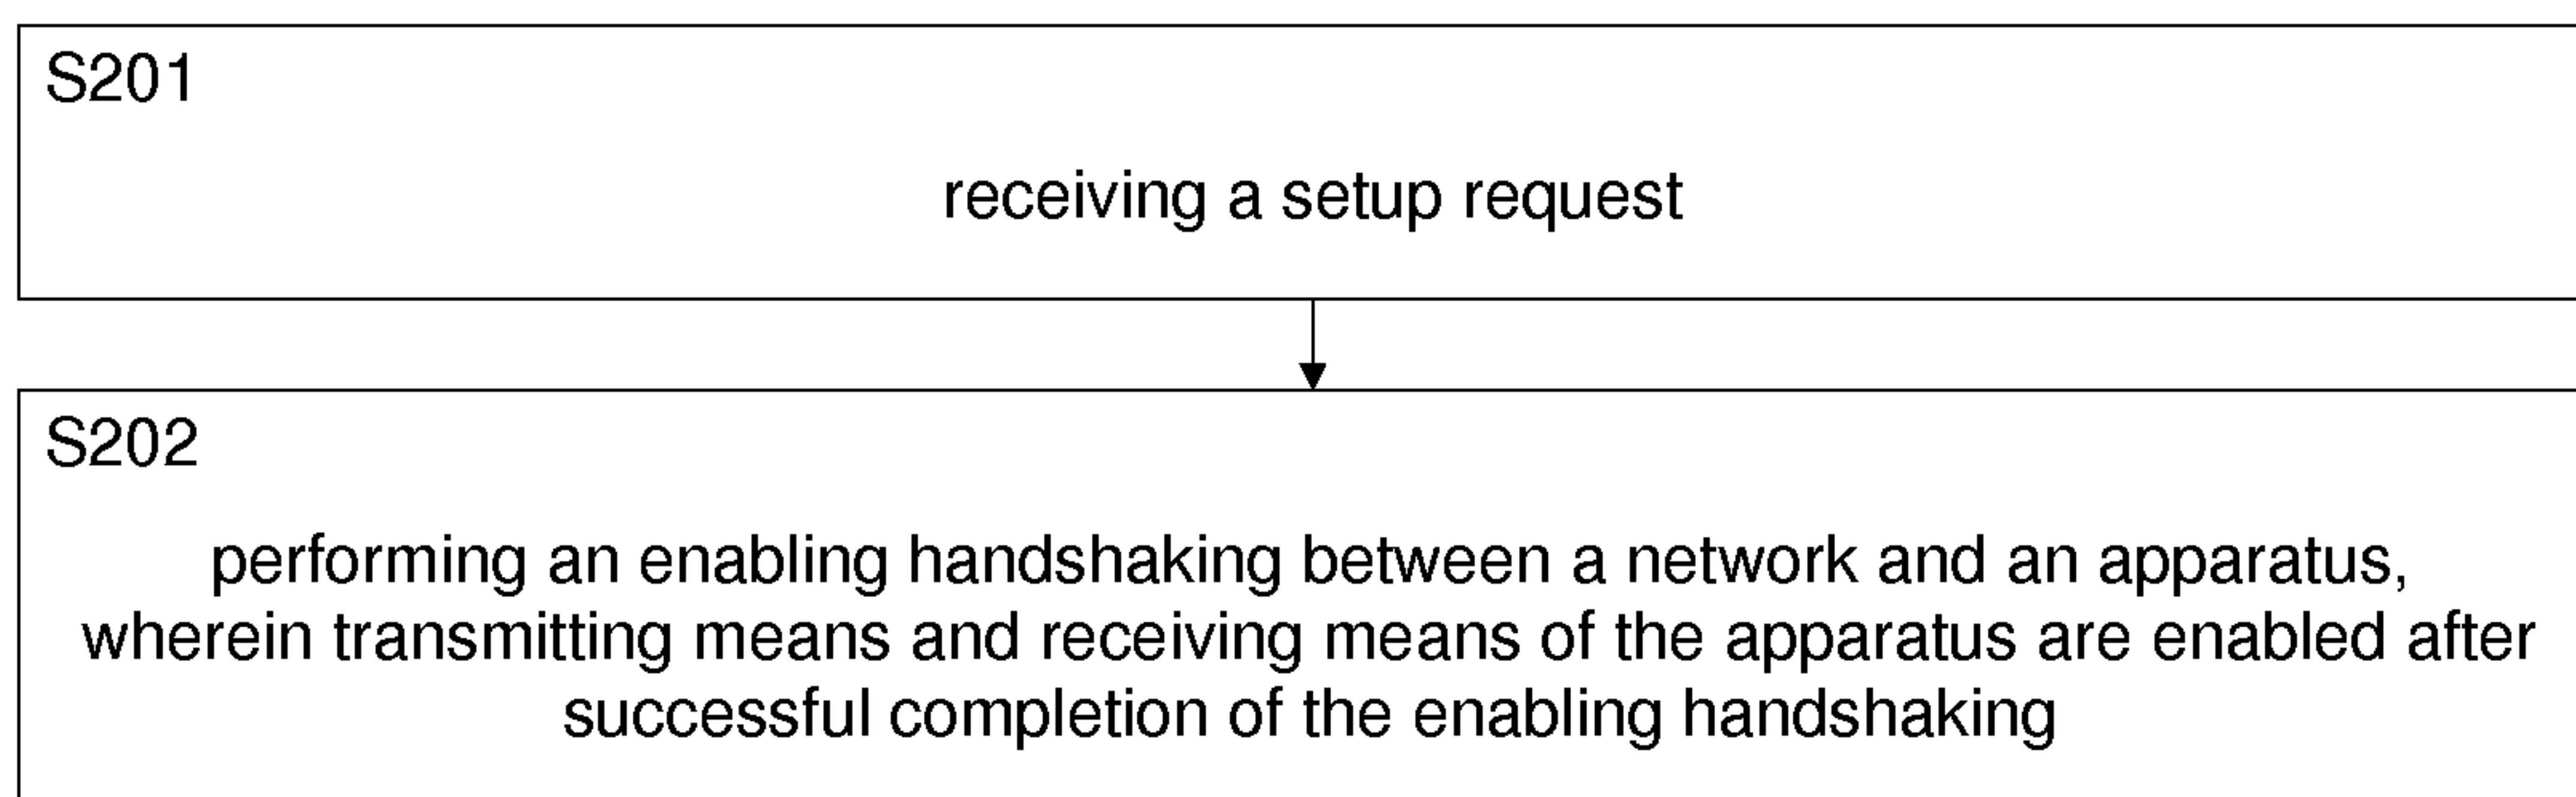 S201
receiving a setup request
S202
performing an enabling handshaking between a network and an apparatus,
wherein transmitting means and receiving means of the apparatus are enabled after
successful completion of the enabling handshaking